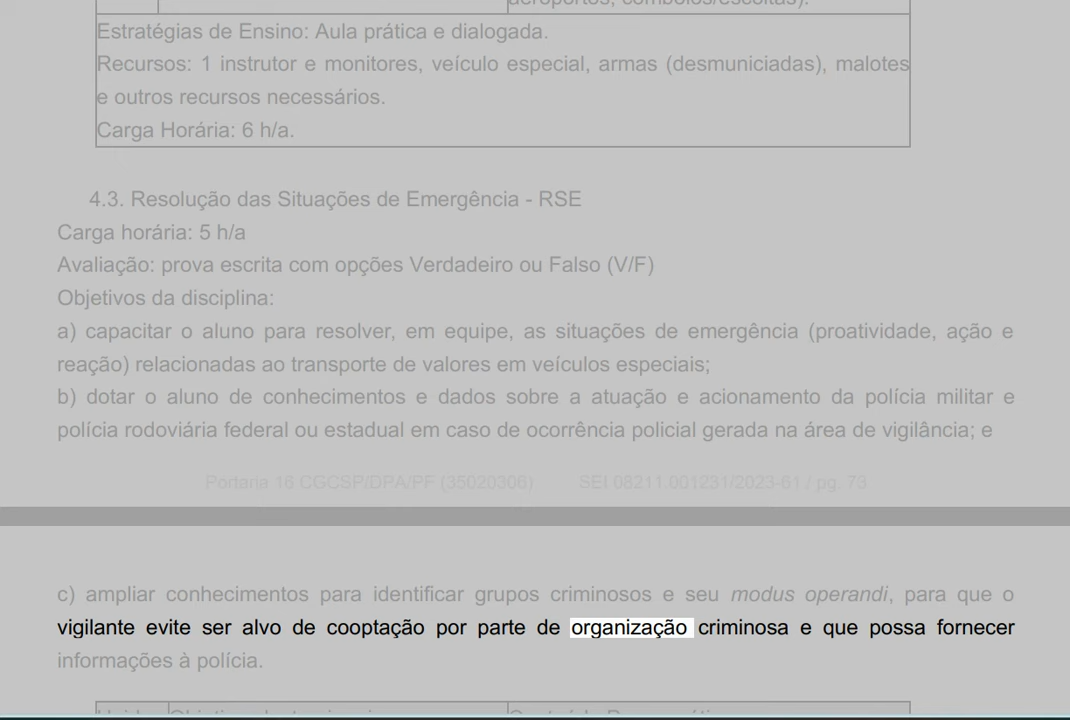 aeroportos, comboios/escoltas).
Estratégias de Ensino: Aula prática e dialogada.
Recursos: 1 instrutor e monitores, veículo especial, armas (desmuniciadas), malotes
e outros recursos necessários.
Carga Horária: 6 h/a.
4.3. Resolução das Situações de Emergência - RSE
Carga horária: 5 h/a
Avaliação: prova escrita com opções Verdadeiro ou Falso (V/F)
Objetivos da disciplina:
a) capacitar o aluno para resolver, em equipe, as situações de emergência (proatividade, ação e
reação) relacionadas ao transporte de valores em veículos especiais;
b) dotar o aluno de conhecimentos e dados sobre a atuação e acionamento da polícia militar e
polícia rodoviária federal ou estadual em caso de ocorrência policial gerada na área de vigilância; e
Portaria 16 CGCSP/DPA/PF (35020306) SEI 08211.001231/2023-61 / pg. 73
c) ampliar conhecimentos para identificar grupos criminosos e seu modus operandi, para que o
vigilante evite ser alvo de cooptação por parte de organização criminosa e que possa fornecer
informações à polícia.